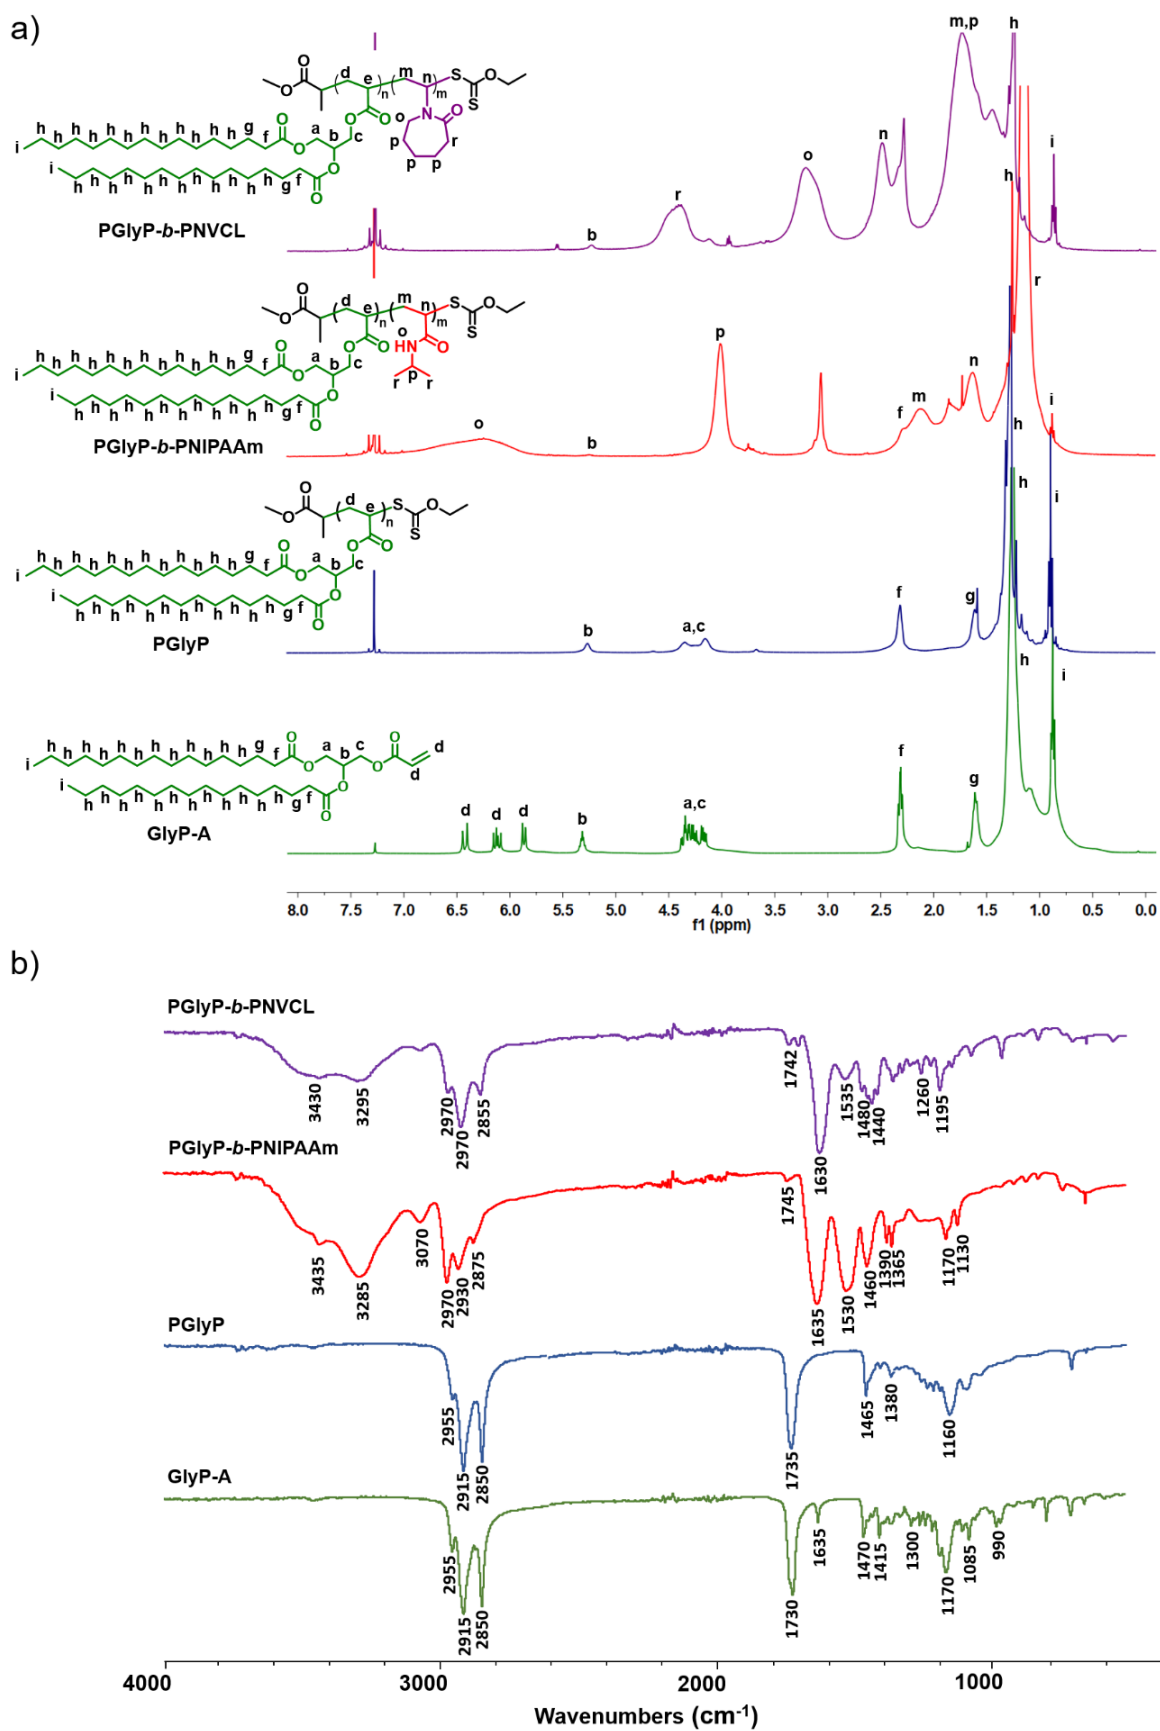 a)
m,p
h
O
O
d
e
n
m
n
m
S
O
S
O
O
N
O
o
p
r
p
p
h h h h h h h h h h h h g f
i
O
O
a
b
c
O
i
h h h h h h h h h h h g f
O
PGlyP-b-PNVCL
r
b
o
n
h
i
O
O
d
e
n
m
n
m
S
O
S
O
O
o
HN
O
p
r
r
h h h h h h h h h h h h g f
i
O
O
a
b
c
O
i
h h h h h h h h h h h g f
O
PGlyP-b-PNIPAAm
o
b
p
f
m
n
h
r
i
O
O
d
e
n
S
O
S
O
O
h h h h h h h h h h h h g f
i
O
O
a
b
c
O
i
h h h h h h h h h h h g f
O
PGlyP
b
a,c
f
g
h
i
h h h h h h h h h h h h g f
i
O
O
a
b
c
O
O
d
d
O
i
h h h h h h h h h h h g f
O
GlyP-A
d
d
d
b
a,c
f
g
h
i
8.0 7.5 7.0 6.5 6.0 5.5 5.0 4.5 4.0 3.5 3.0 2.5 2.0 1.5 1.0 0.5 0.0
f1 (ppm)
b)
PGlyP-b-PNVCL
3430
3295
2970
2970
2855
1742
1630
1535
1480
1440
1260
1195
PGlyP-b-PNIPAAm
3435
3285
3070
2970
2930
2875
1745
1635
1530
1460
1390
1365
1170
1130
PGlyP
2955
2915
2850
1735
1465
1380
1160
GlyP-A
2955
2915
2850
1730
1635
1470
1415
1300
1170
1085
990
4000 3000 2000 1000
Wavenumbers (cm-1)